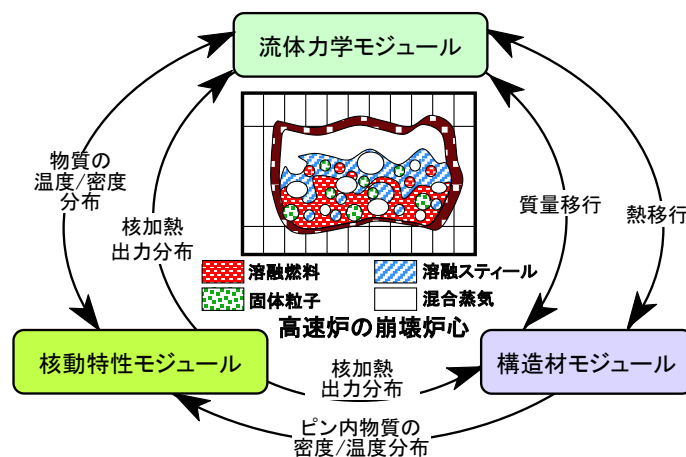 流体力学モジュール
物質の
温度/密度
分布
核加熱
出力分布
質量移行
熱移行
溶融燃料
溶融スティール
固体粒子
混合蒸気
高速炉の崩壊炉心
核動特性モジュール
核加熱
出力分布
構造材モジュール
ピン内物質の
密度/温度分布